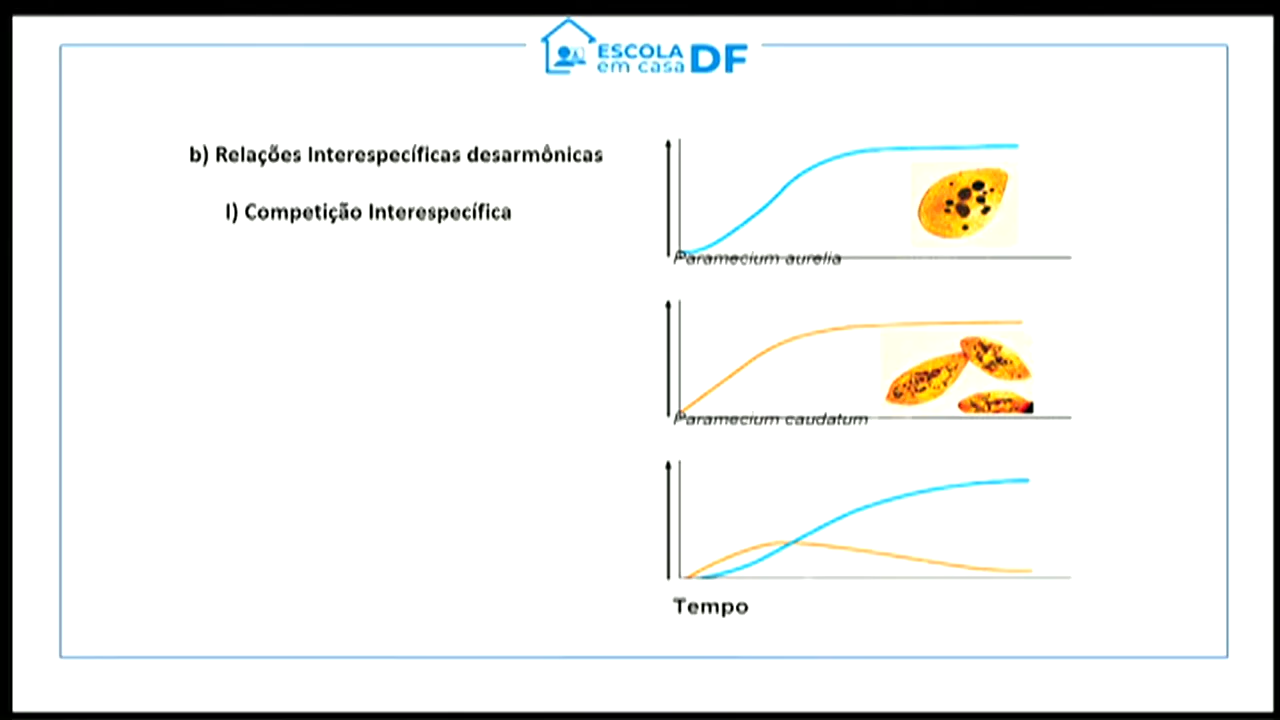 ESCOLA
em casa DF
b) Relações Interespecíficas desarmônicas
I) Competição Interespecífica
Paramecium aurelia
Paramecium caudatum
Tempo